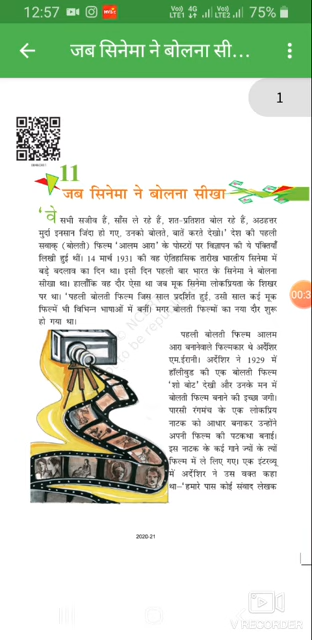 12:57
75%
जब सिनेमा ने बोलना सी...
1
11
जब सिनेमा ने बोलना सीखा
'वे सभी सजीव हैं, साँस ले रहे हैं, शत-प्रतिशत बोल रहे हैं, अठहत्तर
मुर्दा इनसान जिंदा हो गए, उनको बोलते, बातें करते देखो।' देश की पहली
सवाक् (बोलती) फिल्म 'आलम आरा' के पोस्टरों पर विज्ञापन की ये पंक्तियाँ
लिखी हुई थीं। 14 मार्च 1931 की वह ऐतिहासिक तारीख भारतीय सिनेमा में
बड़े बदलाव का दिन था। इसी दिन पहली बार भारत के सिनेमा ने बोलना
सीखा था। हालाँकि वह दौर ऐसा था जब मूक सिनेमा लोकप्रियता के शिखर
पर था। 'पहली बोलती फिल्म जिस साल प्रदर्शित हुई, उसी साल कई मूक
फिल्में भी विभिन्न भाषाओं में बनीं। मगर बोलती फिल्मों का नया दौर शुरू
हो गया था।
पहली बोलती फिल्म आलम
आरा बनानेवाले फिल्मकार थे अर्देशिर
एम.ईरानी। अर्देशिर ने 1929 में
हॉलीवुड की एक बोलती फिल्म
'शो बोट' देखी और उनके मन में
बोलती फिल्म बनाने की इच्छा जगी।
पारसी रंगमंच के एक लोकप्रिय
नाटक को आधार बनाकर उन्होंने
अपनी फिल्म की पटकथा बनाई।
इस नाटक के कई गाने ज्यों के त्यों
फिल्म में ले लिए गए। एक इंटरव्यू
में अर्देशिर ने उस वक्त कहा
था–'हमारे पास कोई संवाद लेखक
00:3
2020-21
VRECORDER